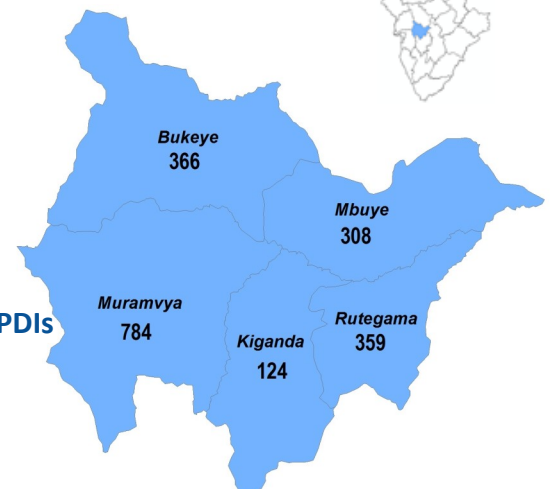 Bukeye
366
Mbuye
308
Muramvya
784
PDIs
Kiganda
124
Rutegama
359